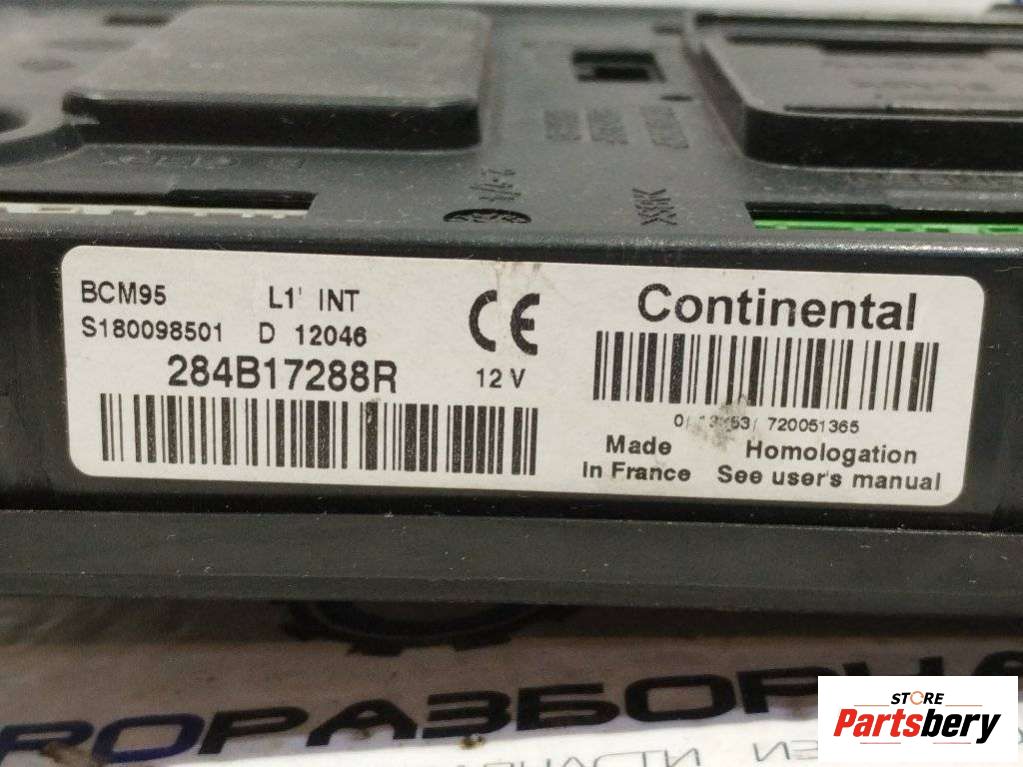 BCM95 L1' INT
S180098501 D 12046
284B17288R 12 V
CE
Continental
720051365
Made Homologation
In France See user's manual
STORE
Partsbery